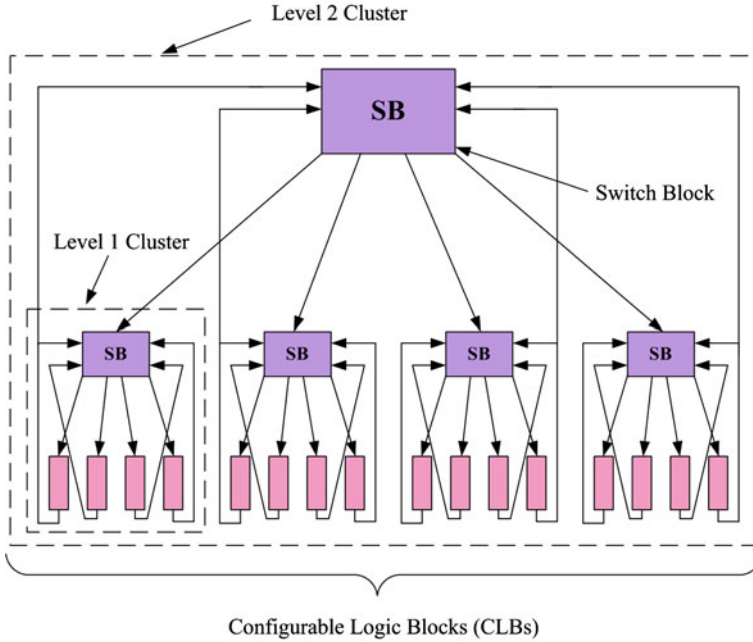 Level 2 Cluster
SB
Switch Block
Level 1 Cluster
SB
SB
SB
SB
Configurable Logic Blocks (CLBs)